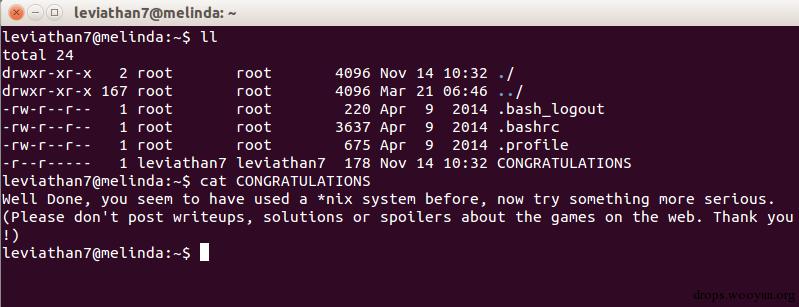 leviathan7@melinda: ~
leviathan7@melinda:~$ ll
total 24
drwxr-xr-x   2 root       root       4096 Nov 14 10:32 ./
drwxr-xr-x 167 root       root       4096 Mar 21 06:46 ../
-rw-r--r--   1 root       root        220 Apr  9  2014 .bash_logout
-rw-r--r--   1 root       root       3637 Apr  9  2014 .bashrc
-rw-r--r--   1 root       root        675 Apr  9  2014 .profile
-r--r-----   1 leviathan7 leviathan7  178 Nov 14 10:32 CONGRATULATIONS
leviathan7@melinda:~$ cat CONGRATULATIONS
Well Done, you seem to have used a *nix system before, now try something more serious.
(Please don't post writeups, solutions or spoilers about the games on the web. Thank you
!)
leviathan7@melinda:~$
drops.wooyun.org